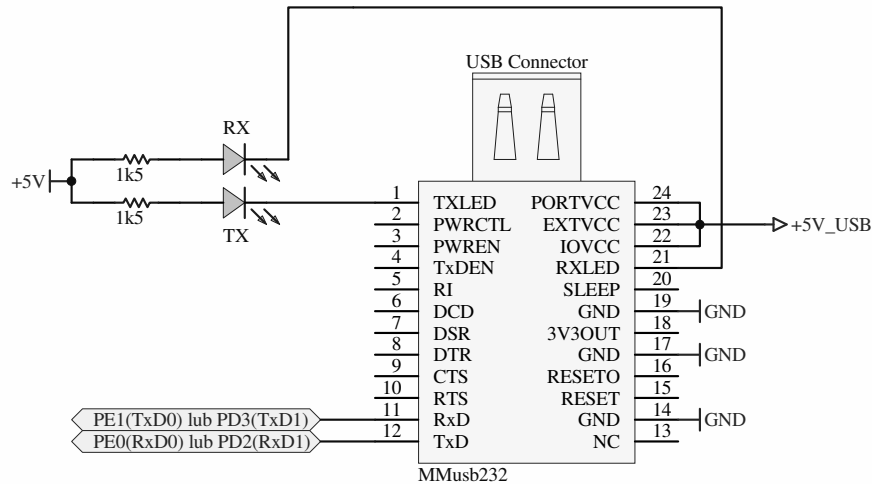 USB Connector
RX
+5V
1k5
1k5
TX
1 TXLED PORTVCC 24
2 PWRCTL EXTVCC 23
+5V_USB
3 PWREN IOVCC 22
4 TxDEN RXLED 21
5 RI SLEEP 20
6 DCD GND 19 GND
7 DSR 3V3OUT 18
8 DTR GND 17 GND
9 CTS RESETO 16
10 RTS RESET 15
PE1(TxD0) lub PD3(TxD1) 11 RxD GND 14 GND
PE0(RxD0) lub PD2(RxD1) 12 TxD NC 13
MMusb232